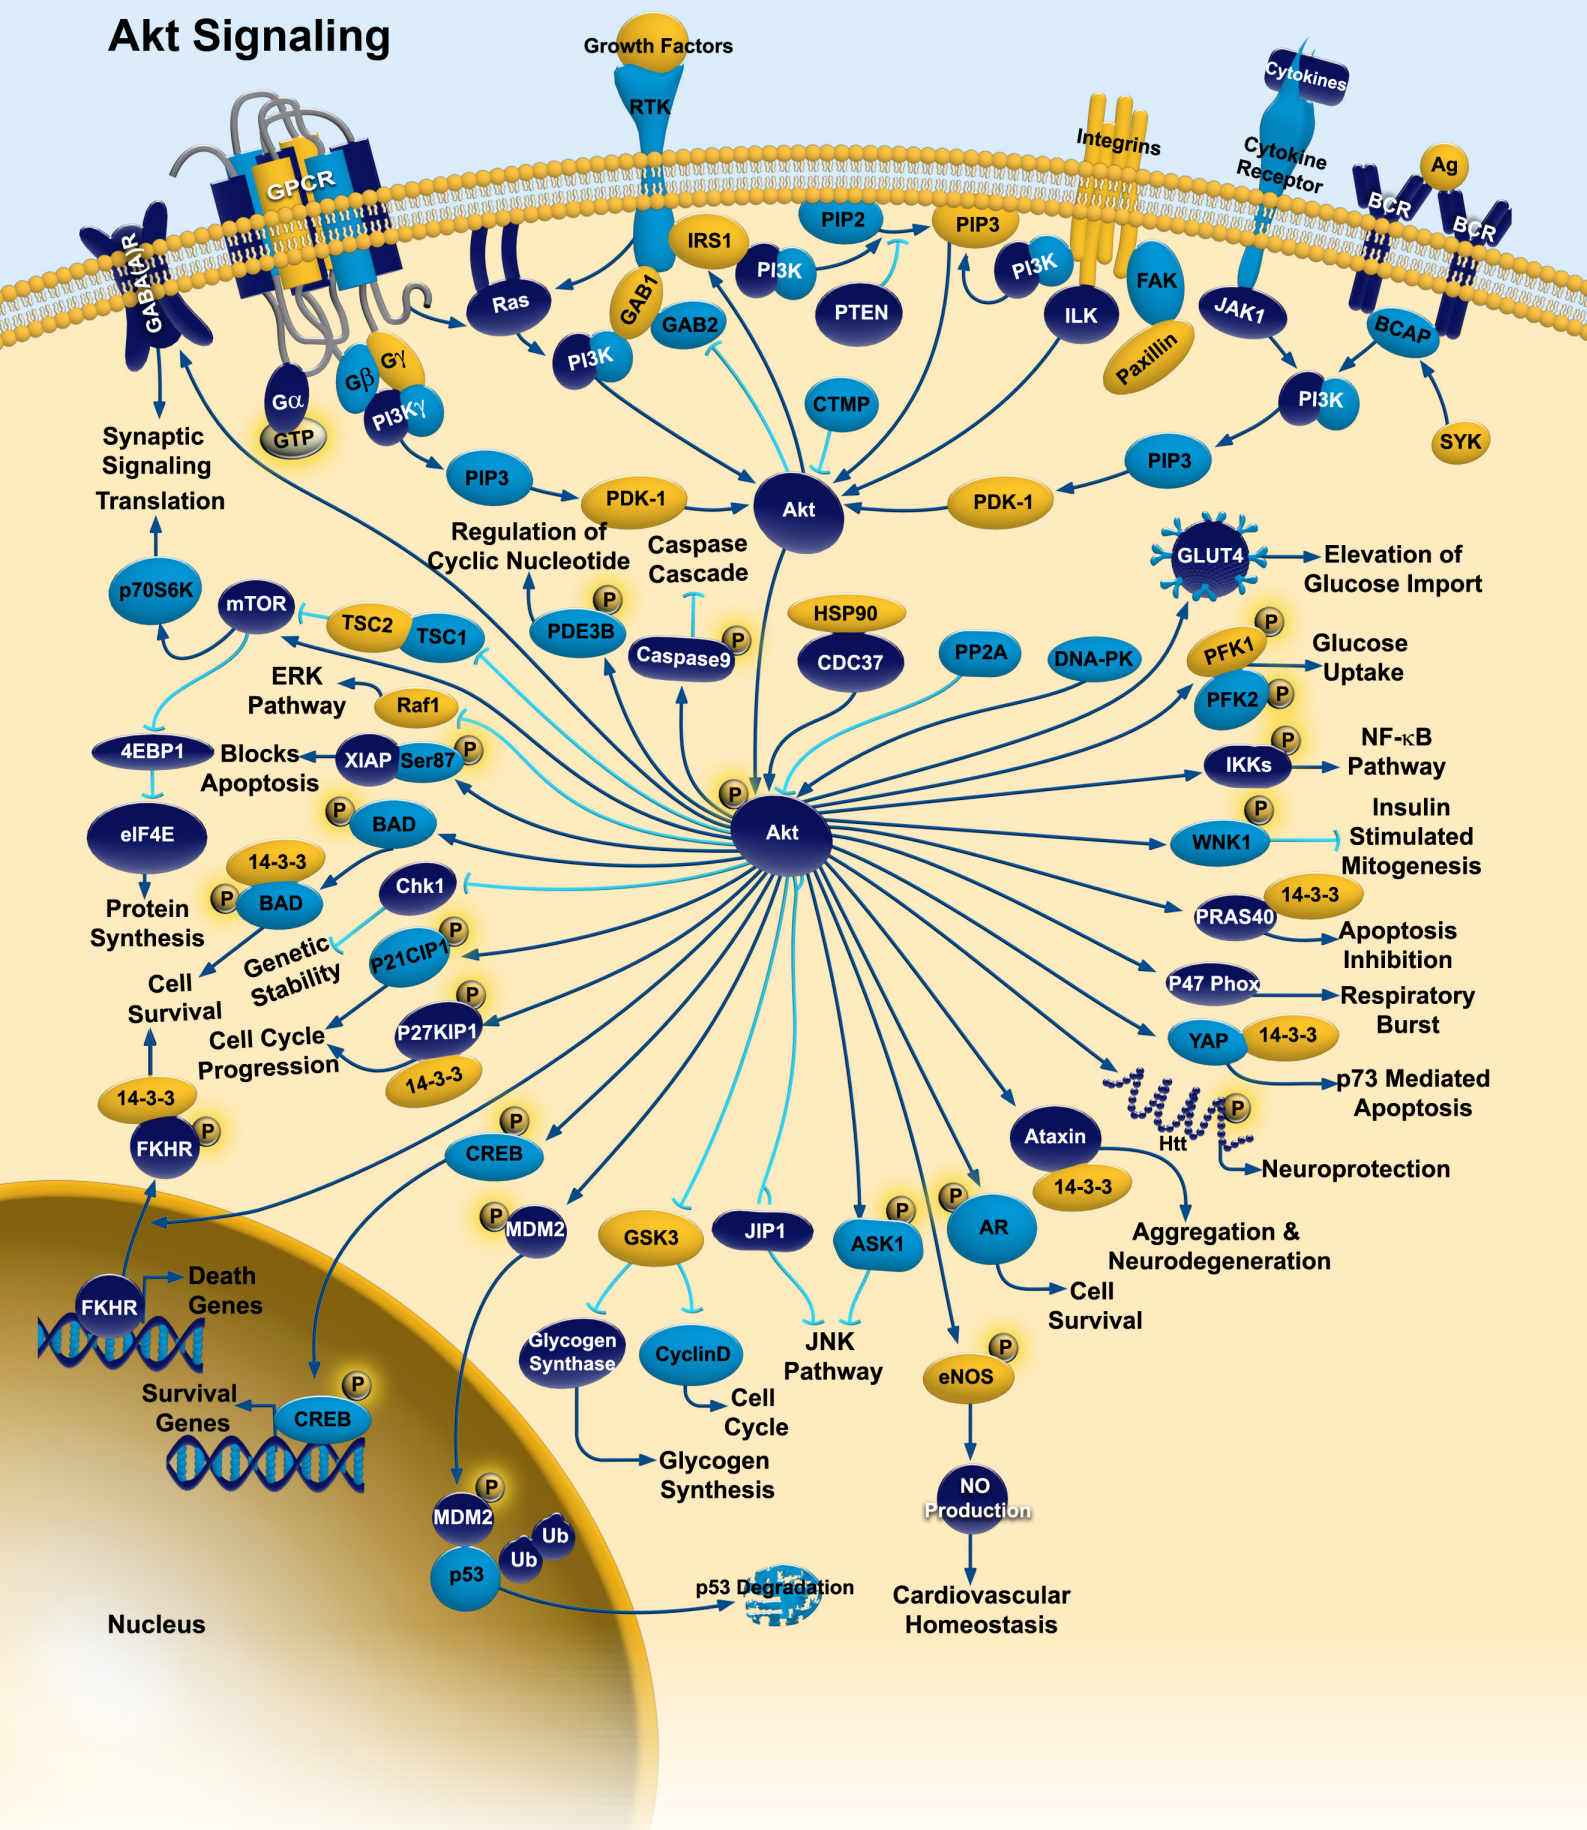 Akt Signaling
Growth Factors
RTK
Cytokines
Integrins
Cytokine
Receptor
Ag
BCR
BCR
GPCR
GABA(A)R
IRS1
PIP2
PIP3
PI3K
PI3K
FAK
GAB1
GAB2
Ras
PTEN
ILK
JAK1
BCAP
Paxillin
PI3K
Gα
GTP
Gβ
Gγ
PI3Kγ
CTMP
PI3K
SYK
Synaptic
Signaling
PIP3
PDK-1
Akt
PDK-1
PIP3
Translation
Regulation of
Cyclic Nucleotide
Caspase
Cascade
GLUT4
Elevation of
Glucose Import
p70S6K
mTOR
TSC2
TSC1
P
PDE3B
P
Caspase9
HSP90
CDC37
PP2A
DNA-PK
P
PFK1
PFK2
P
Glucose
Uptake
ERK
Pathway
Raf1
4EBP1
Blocks
Apoptosis
XIAP
Ser87
P
P
IKKs
NF-κB
Pathway
P
Akt
P
BAD
eIF4E
14-3-3
P
BAD
Chk1
P
WNK1
Insulin
Stimulated
Mitogenesis
14-3-3
PRAS40
Apoptosis
Inhibition
Protein
Synthesis
Genetic
Stability
P
P21CIP1
Cell
Survival
P
P27KIP1
14-3-3
Cell Cycle
Progression
P47 Phox
Respiratory
Burst
YAP
14-3-3
p73 Mediated
Apoptosis
14-3-3
FKHR
P
P
CREB
Ataxin
14-3-3
Htt
P
Neuroprotection
P
MDM2
GSK3
JIP1
P
ASK1
P
AR
Aggregation &
Neurodegeneration
Cell
Survival
FKHR
Death
Genes
Glycogen
Synthase
CyclinD
JNK
Pathway
P
eNOS
Survival
Genes
P
CREB
Cell
Cycle
Glycogen
Synthesis
P
MDM2
p53
Ub
Ub
NO
Production
p53 Degradation
Cardiovascular
Homeostasis
Nucleus